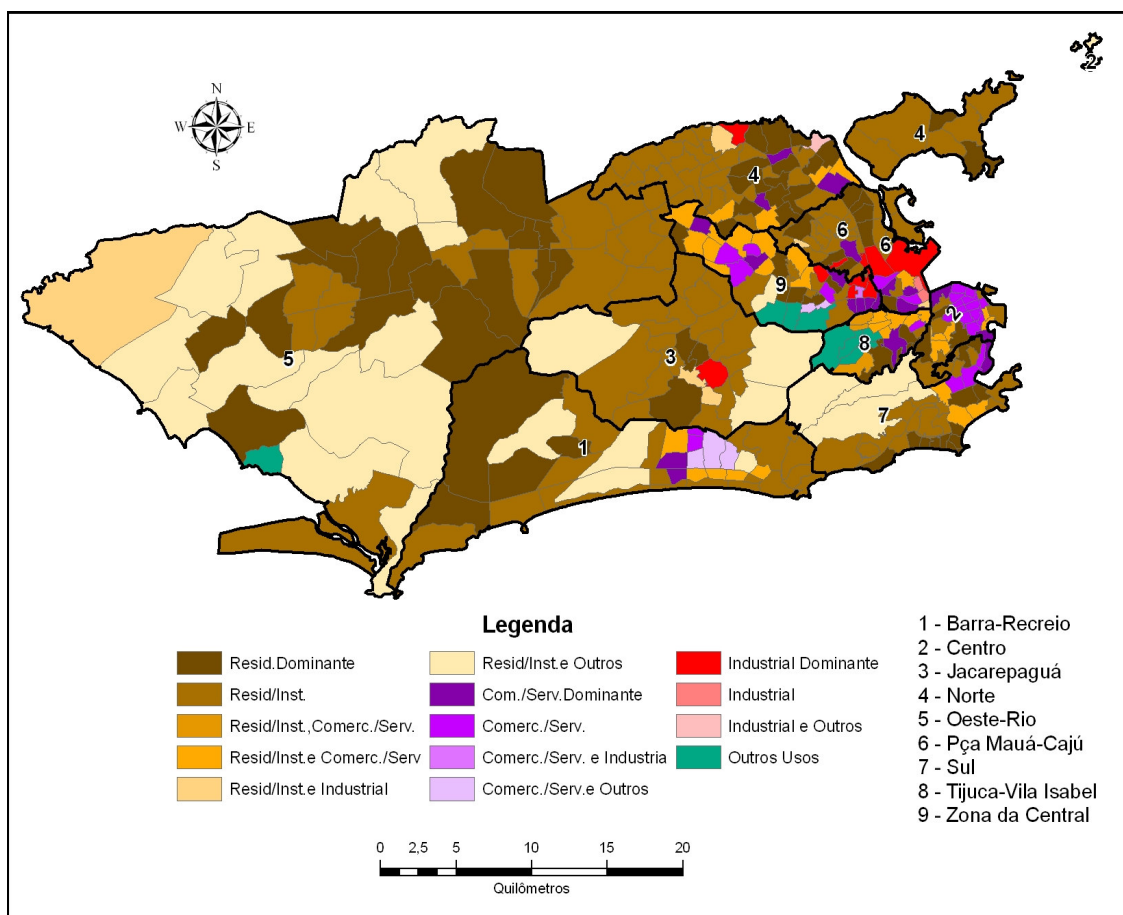 N
W E
S
2
4
4
6
6
9
2
8
3
5
7
1
Legenda
Resid.Dominante
Resid/Inst.
Resid/Inst.,Comerc./Serv.
Resid/Inst.e Comerc./Serv
Resid/Inst.e Industrial
Resid/Inst.e Outros
Com./Serv.Dominante
Comerc./Serv.
Comerc./Serv. e Industria
Comerc./Serv.e Outros
Industrial Dominante
Industrial
Industrial e Outros
Outros Usos
1 - Barra-Recreio
2 - Centro
3 - Jacarepaguá
4 - Norte
5 - Oeste-Rio
6 - Pça Mauá-Cajú
7 - Sul
8 - Tijuca-Vila Isabel
9 - Zona da Central
0 2,5 5 10 15 20
Quilômetros